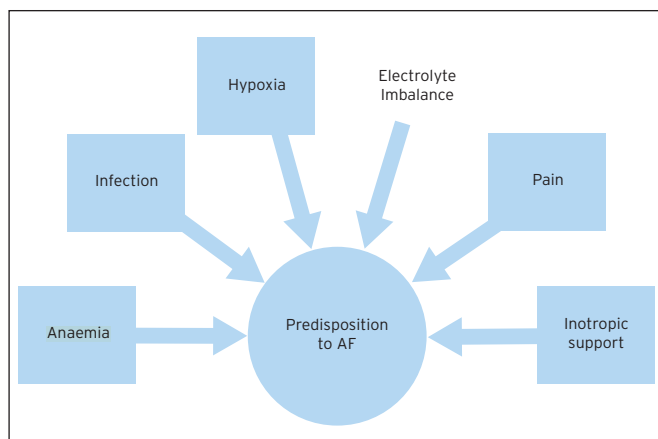 Hypoxia
Electrolyte
Imbalance
Infection
Pain
Anaemia
Predisposition
to AF
Inotropic
support